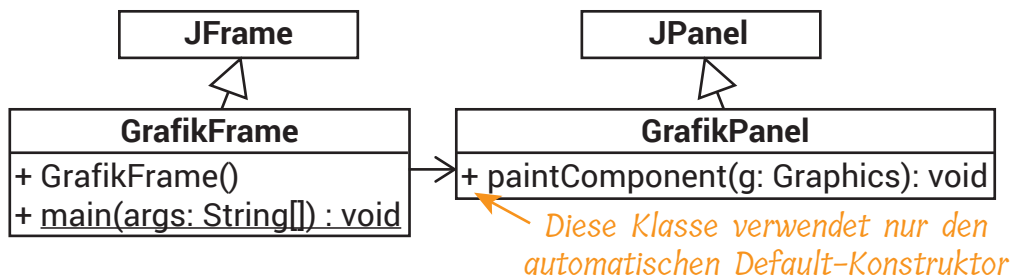 JFrame
JPanel
GrafikFrame
+ GrafikFrame()
+ main(args: String[]) : void
GrafikPanel
+ paintComponent(g: Graphics): void
Diese Klasse verwendet nur den
automatischen Default-Konstruktor